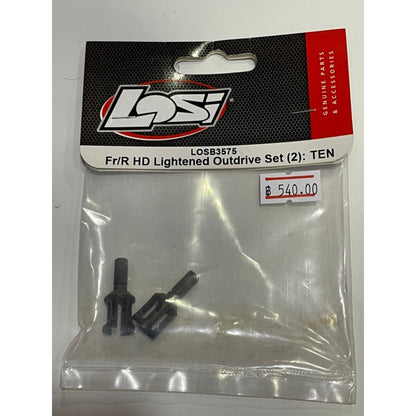 LOSI
GENUINE PARTS
& ACCESSORIES
LOSB3575
Fr/R HD Lightened Outdrive Set (2): TEN
฿ 540.00